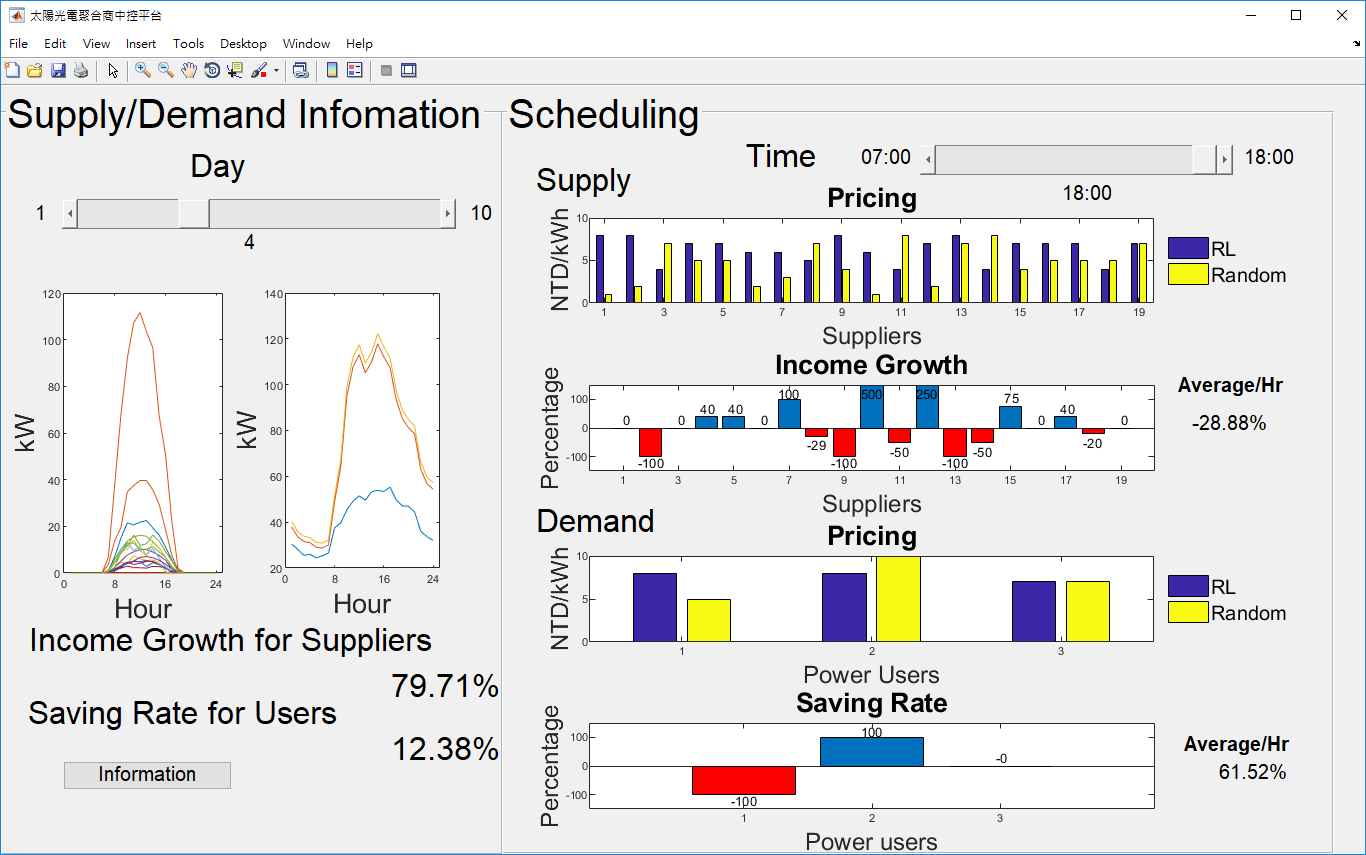 太陽光電聚合商中控平台
File Edit View Insert Tools Desktop Window Help
Supply/Demand Infomation
Day
1 10
4
120
100
80
60
40
20
0
kW
0 8 16 24
Hour
140
120
100
80
60
40
20
kW
0 8 16 24
Hour
Income Growth for Suppliers
79.71%
Saving Rate for Users
12.38%
Information
Scheduling
Time 07:00 18:00
18:00
Supply
Pricing
10
5
0
NTD/kWh
1 3 5 7 9 11 13 15 17 19
Suppliers
RL
Random
Income Growth
100
0
-100
Percentage
0 -100 0 40 40 0 100 -29 -100 500 -50 250 -100 -50 75 0 40 -20 0
1 3 5 7 9 11 13 15 17 19
Suppliers
Average/Hr
-28.88%
Demand
Pricing
10
5
0
NTD/kWh
1 2 3
Power Users
RL
Random
Saving Rate
100
0
-100
Percentage
-100 100 -0
1 2 3
Power users
Average/Hr
61.52%